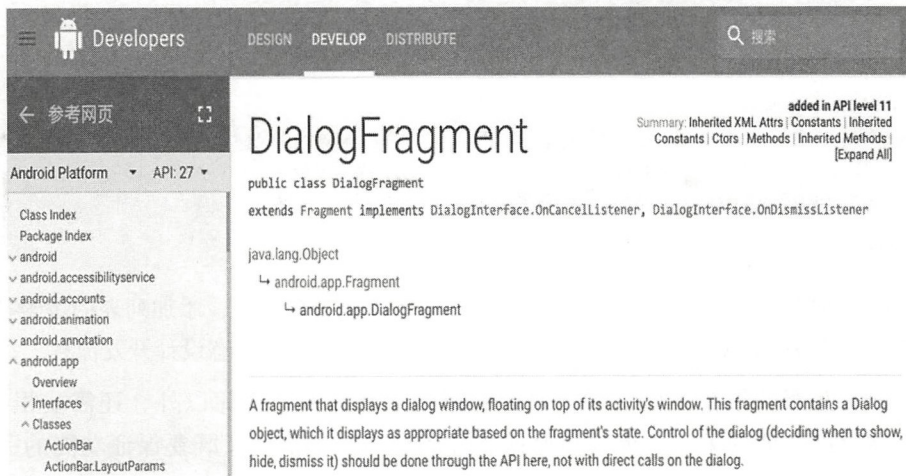 Developers
DESIGN DEVELOP DISTRIBUTE
搜索
参考网页
Android Platform API: 27
Class Index
Package Index
android
android.accessibilityservice
android.accounts
android.animation
android.annotation
android.app
Overview
Interfaces
Classes
ActionBar
ActionBar.LayoutParams
DialogFragment
added in API level 11
Summary: Inherited XML Attrs | Constants | Inherited
Constants | Ctors | Methods | Inherited Methods |
[Expand All]
public class DialogFragment
extends Fragment implements DialogInterface.OnCancelListener, DialogInterface.OnDismissListener
java.lang.Object
↳ android.app.Fragment
↳ android.app.DialogFragment
A fragment that displays a dialog window, floating on top of its activity's window. This fragment contains a Dialog
object, which it displays as appropriate based on the fragment's state. Control of the dialog (deciding when to show,
hide, dismiss it) should be done through the API here, not with direct calls on the dialog.